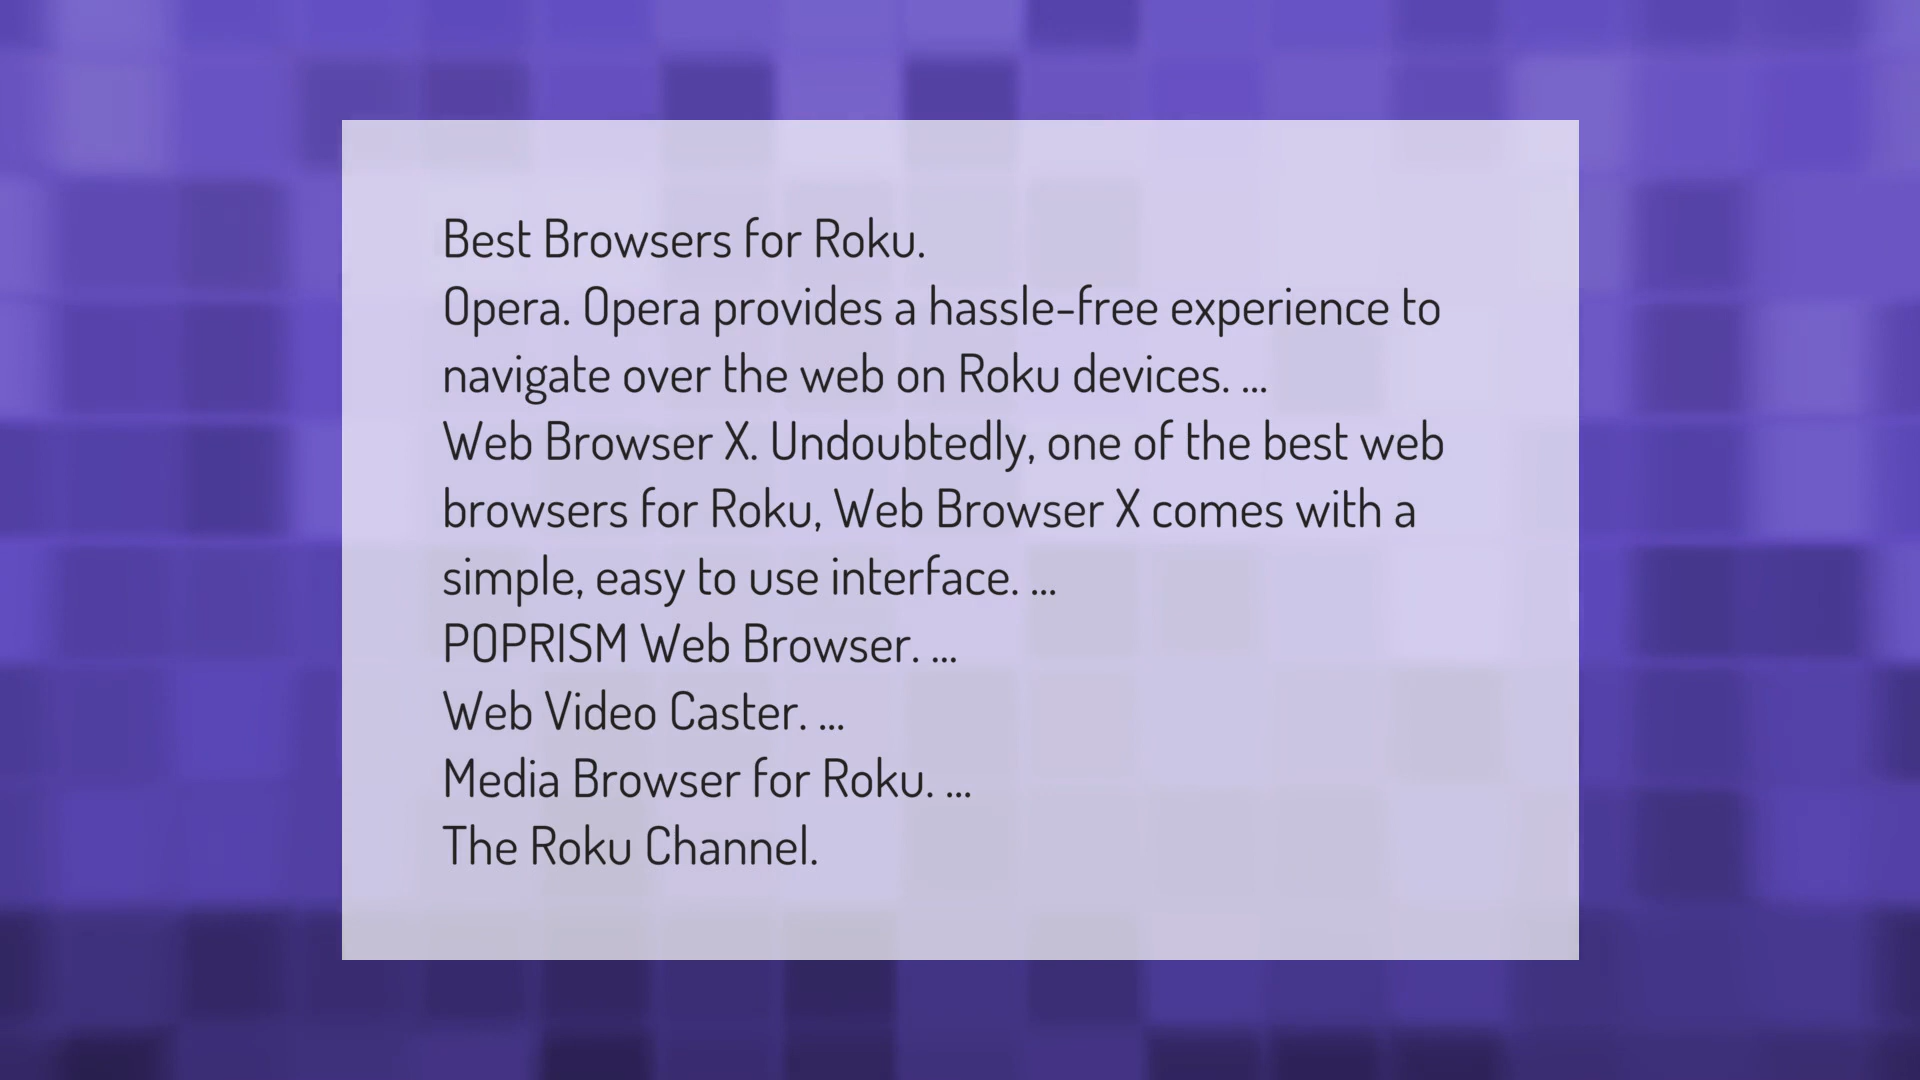 Best Browsers for Roku.
Opera. Opera provides a hassle-free experience to
navigate over the web on Roku devices. ...
Web Browser X. Undoubtedly, one of the best web
browsers for Roku, Web Browser X comes with a
simple, easy to use interface. ...
POPRISM Web Browser. ...
Web Video Caster. ...
Media Browser for Roku. ...
The Roku Channel.